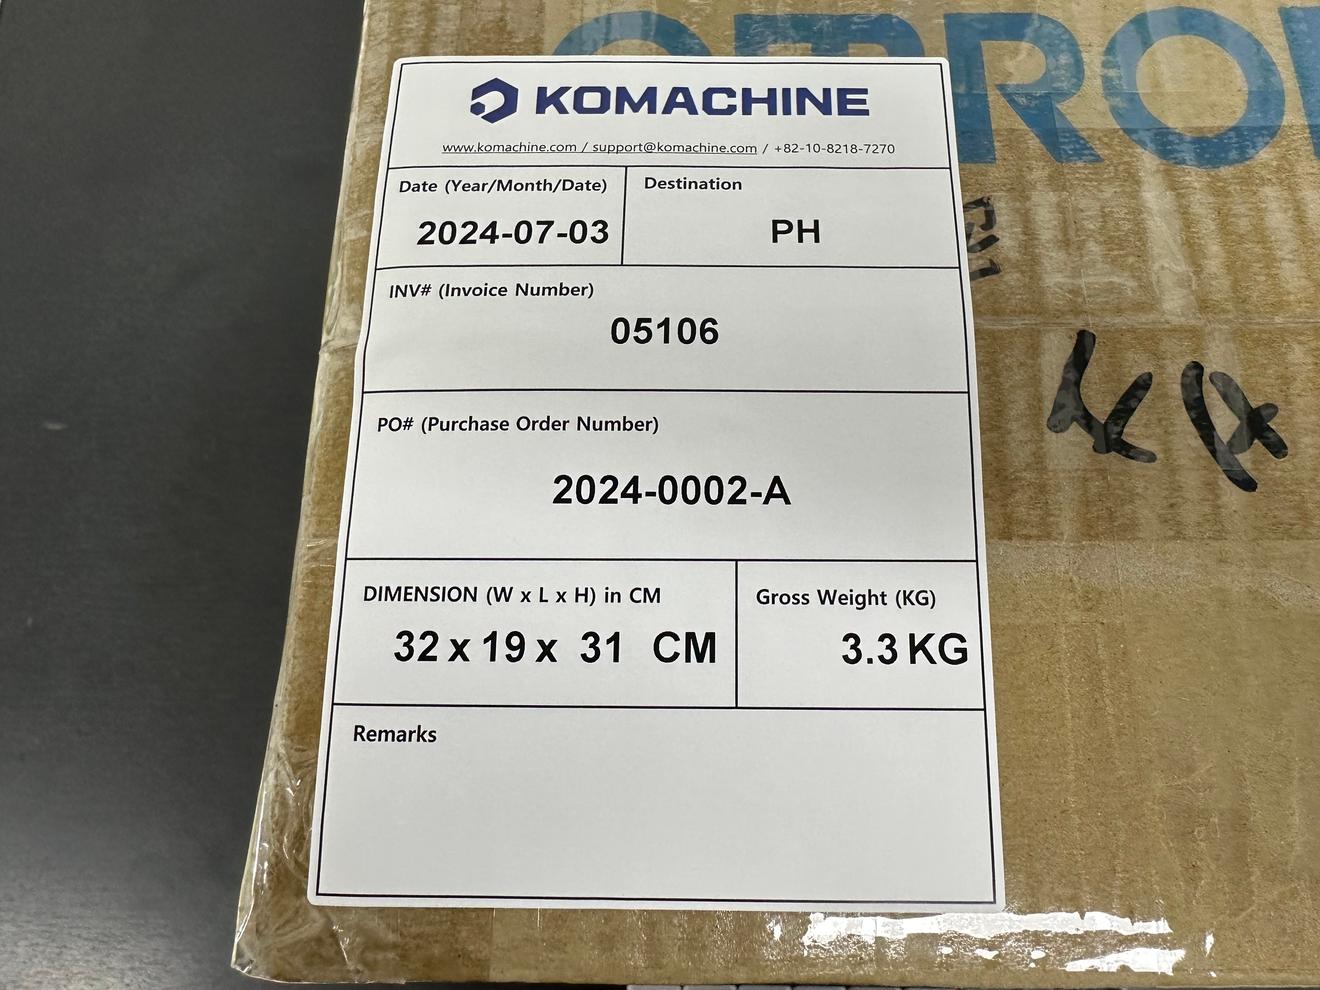 OMRON
KOMACHINE
www.komachine.com / support@komachine.com / +82-10-8218-7270
Date (Year/Month/Date)
2024-07-03
Destination
PH
INV# (Invoice Number)
05106
PO# (Purchase Order Number)
2024-0002-A
DIMENSION (W x L x H) in CM
32 x 19 x 31 CM
Gross Weight (KG)
3.3 KG
Remarks